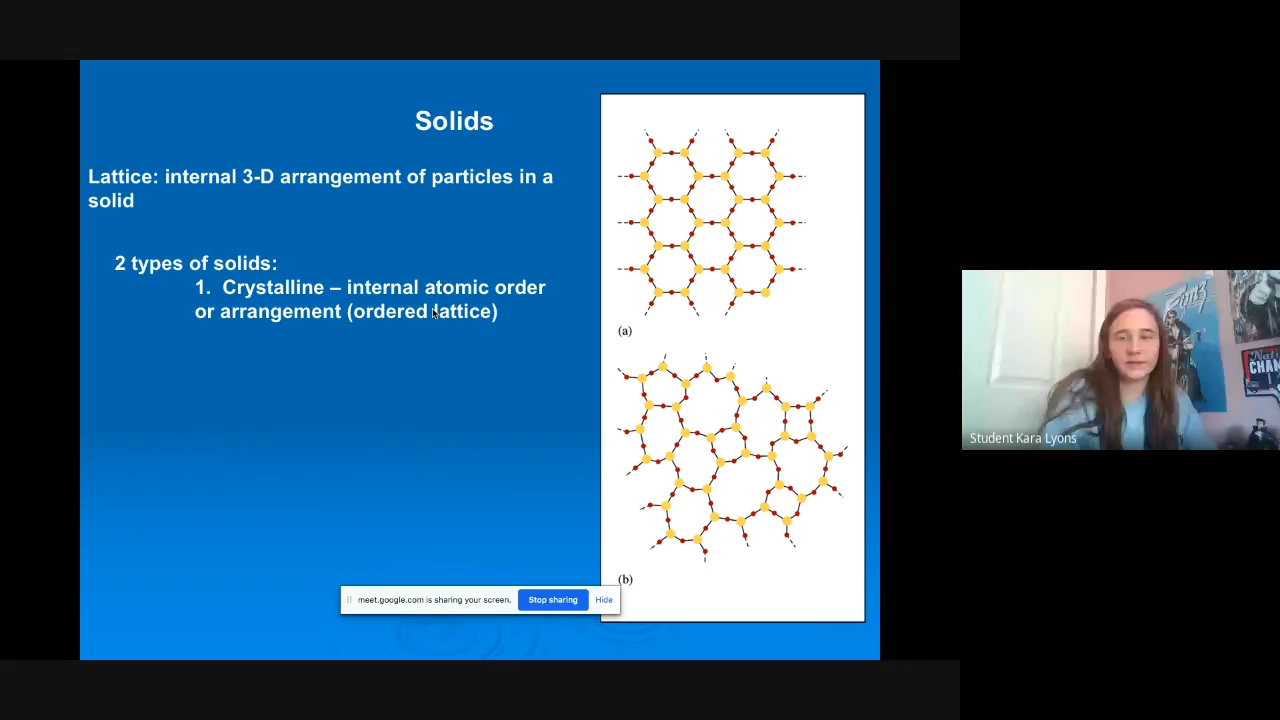 Solids
Lattice: internal 3-D arrangement of particles in a
solid
2 types of solids:
1. Crystalline – internal atomic order
or arrangement (ordered lattice)
(a)
(b)
meet.google.com is sharing your screen.
Stop sharing
Hide
CHAM
Student Kara Lyons